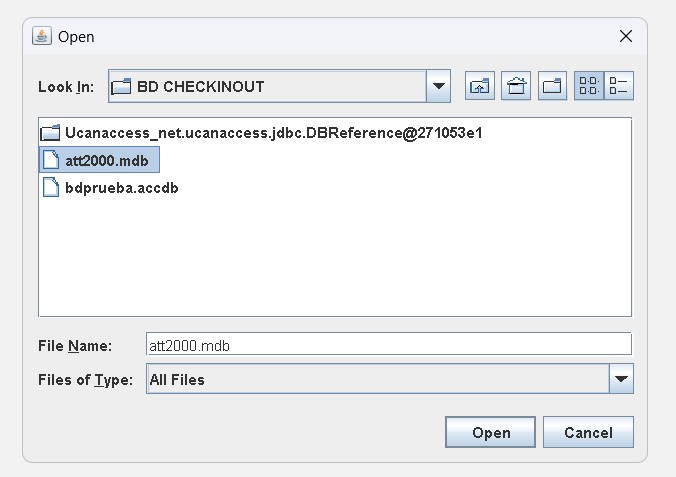 Open
Look In: BD CHECKINOUT
Ucanaccess_net.ucanaccess.jdbc.DBReference@271053e1
att2000.mdb
bdprueba.accdb
File Name: att2000.mdb
Files of Type: All Files
Open Cancel